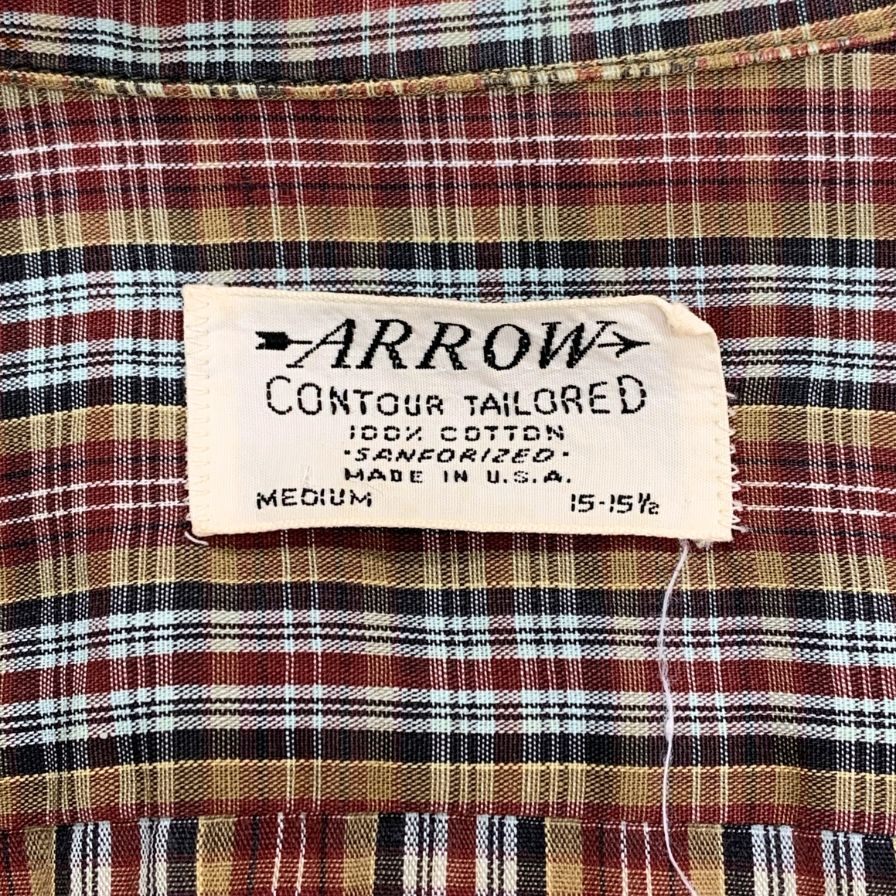 ARROW
CONTOUR TAILORED
100% COTTON
·SANFORIZED·
MADE IN U.S.A.
MEDIUM 15-15½